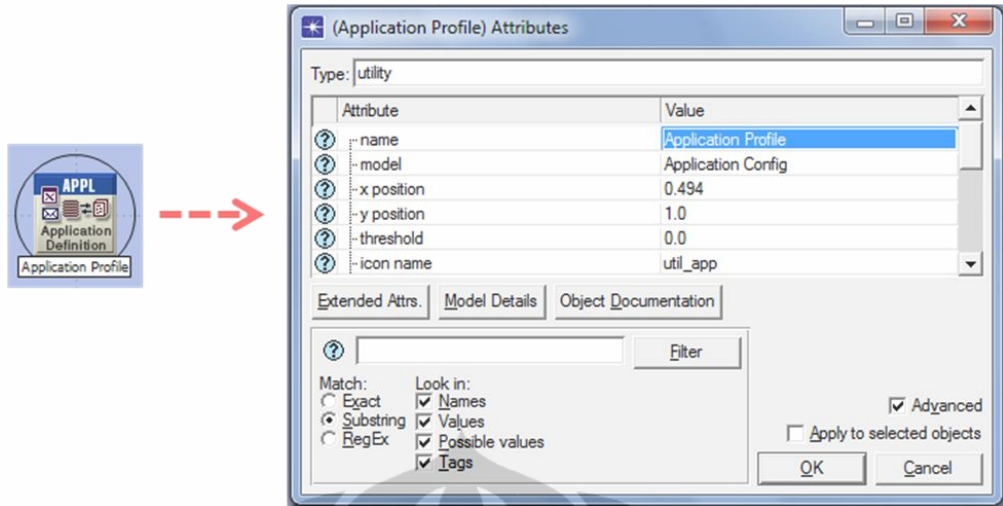 APPL
Application
Definition
Application Profile
(Application Profile) Attributes
Type: utility
Attribute Value
name Application Profile
model Application Config
x position 0.494
y position 1.0
threshold 0.0
icon name util_app
Extended Attrs. Model Details Object Documentation
Filter
Match: Look in:
Exact Names
Substring Values
RegEx Possible values
Tags
Advanced
Apply to selected objects
OK Cancel